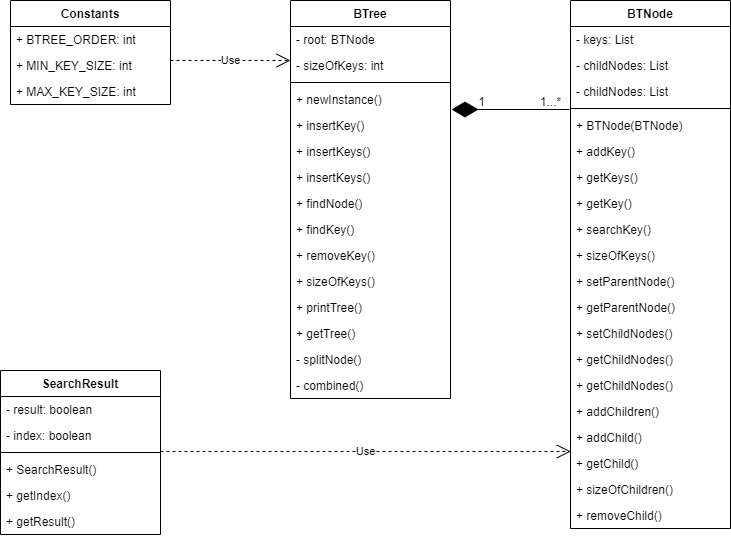 Constants
+ BTREE_ORDER: int
+ MIN_KEY_SIZE: int
+ MAX_KEY_SIZE: int
Use
BTree
- root: BTNode
- sizeOfKeys: int
+ newInstance()
+ insertKey()
+ insertKeys()
+ insertKeys()
+ findNode()
+ findKey()
+ removeKey()
+ sizeOfKeys()
+ printTree()
+ getTree()
- splitNode()
- combined()
1
1...*
BTNode
- keys: List
- childNodes: List
- childNodes: List
+ BTNode(BTNode)
+ addKey()
+ getKeys()
+ getKey()
+ searchKey()
+ sizeOfKeys()
+ setParentNode()
+ getParentNode()
+ setChildNodes()
+ getChildNodes()
+ getChildNodes()
+ addChildren()
+ addChild()
+ getChild()
+ sizeOfChildren()
+ removeChild()
SearchResult
- result: boolean
- index: boolean
+ SearchResult()
+ getIndex()
+ getResult()
Use